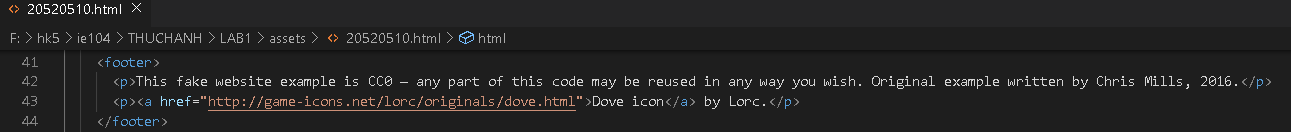 20520510.html
F: > hk5 > ie104 > THUCHANH > LAB1 > assets > 20520510.html > html
41 <footer>
42 <p>This fake website example is CC0 — any part of this code may be reused in any way you wish. Original example written by Chris Mills, 2016.</p>
43 <p><a href="http://game-icons.net/lorc/originals/dove.html">Dove icon</a> by Lorc.</p>
44 </footer>